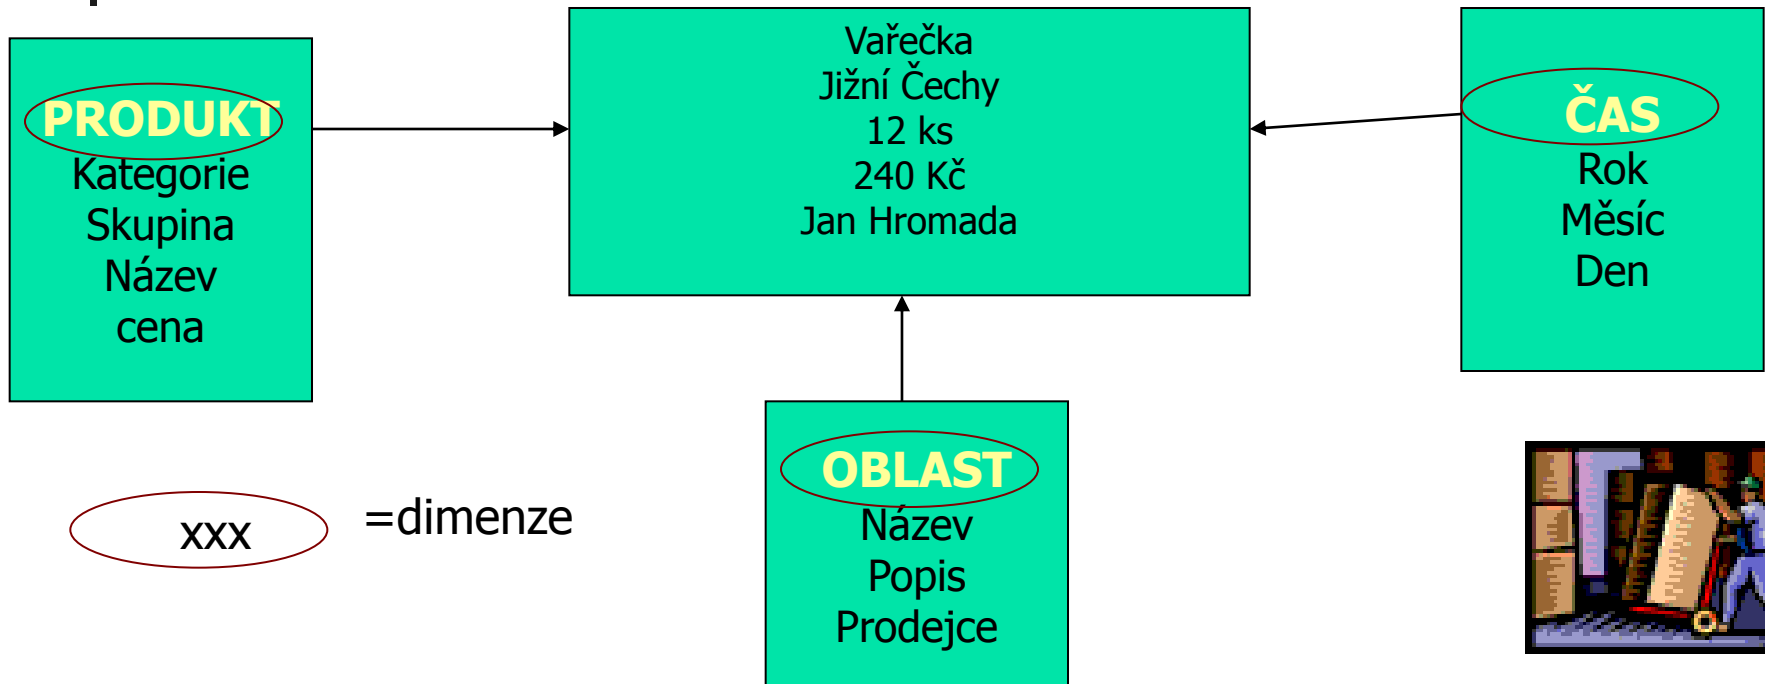 PRODUKT
Kategorie
Skupina
Název
cena
Vařečka
Jižní Čechy
12 ks
240 Kč
Jan Hromada
ČAS
Rok
Měsíc
Den
OBLAST
Název
Popis
Prodejce
xxx
=dimenze